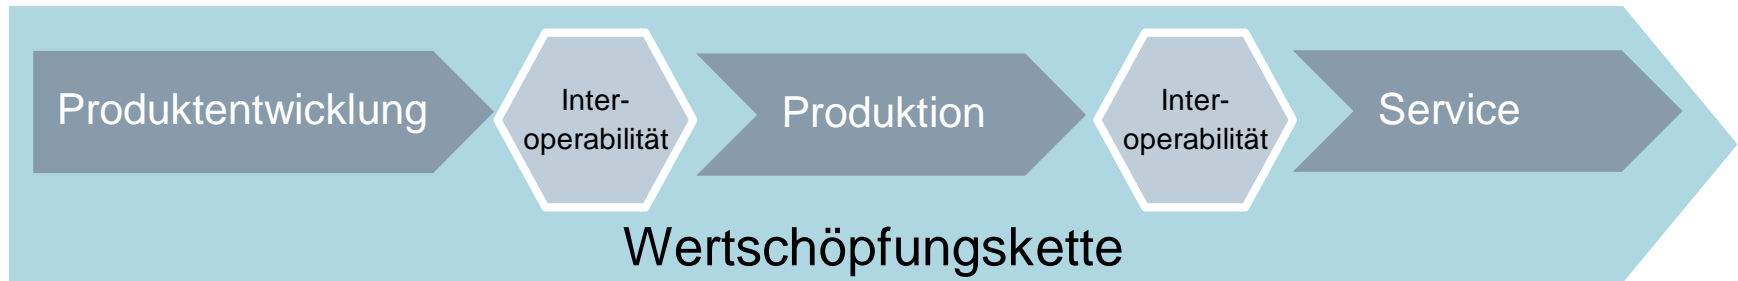 Produktentwicklung
Inter-
operabilität
Produktion
Inter-
operabilität
Service
Wertschöpfungskette